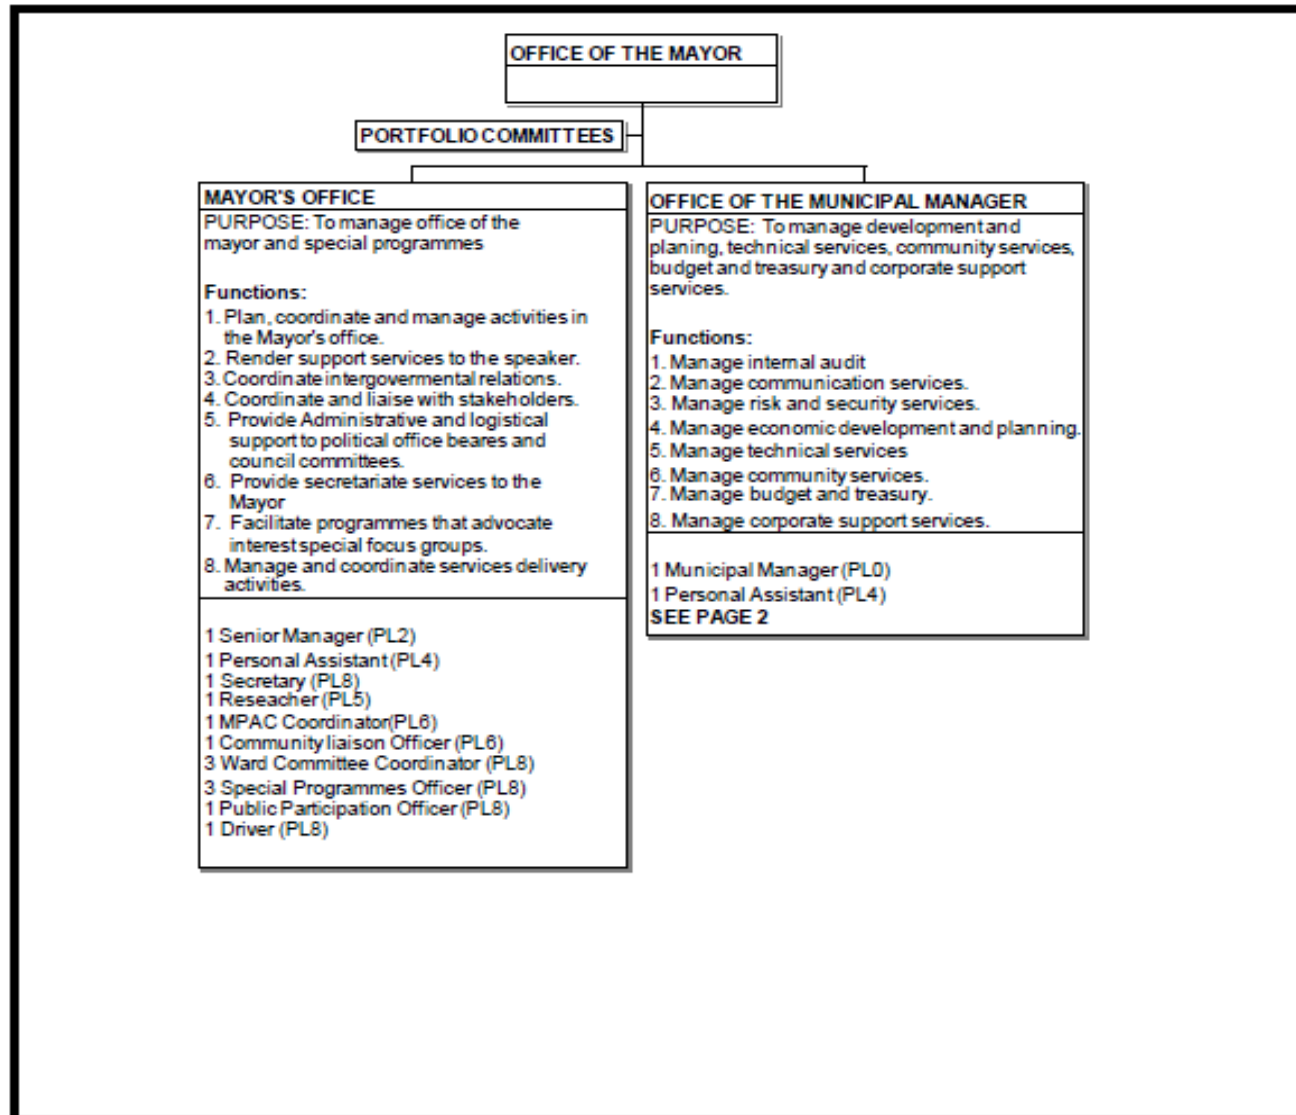 OFFICE OF THE MAYOR
PORTFOLIO COMMITTEES
MAYOR'S OFFICE
PURPOSE: To manage office of the
mayor and special programmes
Functions:
1. Plan, coordinate and manage activities in
the Mayor's office.
2. Render support services to the speaker.
3. Coordinate intergovermental relations.
4. Coordinate and liaise with stakeholders.
5. Provide Administrative and logistical
support to political office beares and
council committees.
6. Provide secretariate services to the
Mayor
7. Facilitate programmes that advocate
interest special focus groups.
8. Manage and coordinate services delivery
activities.
1 Senior Manager (PL2)
1 Personal Assistant (PL4)
1 Secretary (PL8)
1 Reseacher (PL5)
1 MPAC Coordinator(PL6)
1 Community liaison Officer (PL6)
3 Ward Committee Coordinator (PL8)
3 Special Programmes Officer (PL8)
1 Public Participation Officer (PL8)
1 Driver (PL8)
OFFICE OF THE MUNICIPAL MANAGER
PURPOSE: To manage development and
planing, technical services, community services,
budget and treasury and corporate support
services.
Functions:
1. Manage internal audit
2. Manage communication services.
3. Manage risk and security services.
4. Manage economic development and planning.
5. Manage technical services
6. Manage community services.
7. Manage budget and treasury.
8. Manage corporate support services.
1 Municipal Manager (PL0)
1 Personal Assistant (PL4)
SEE PAGE 2